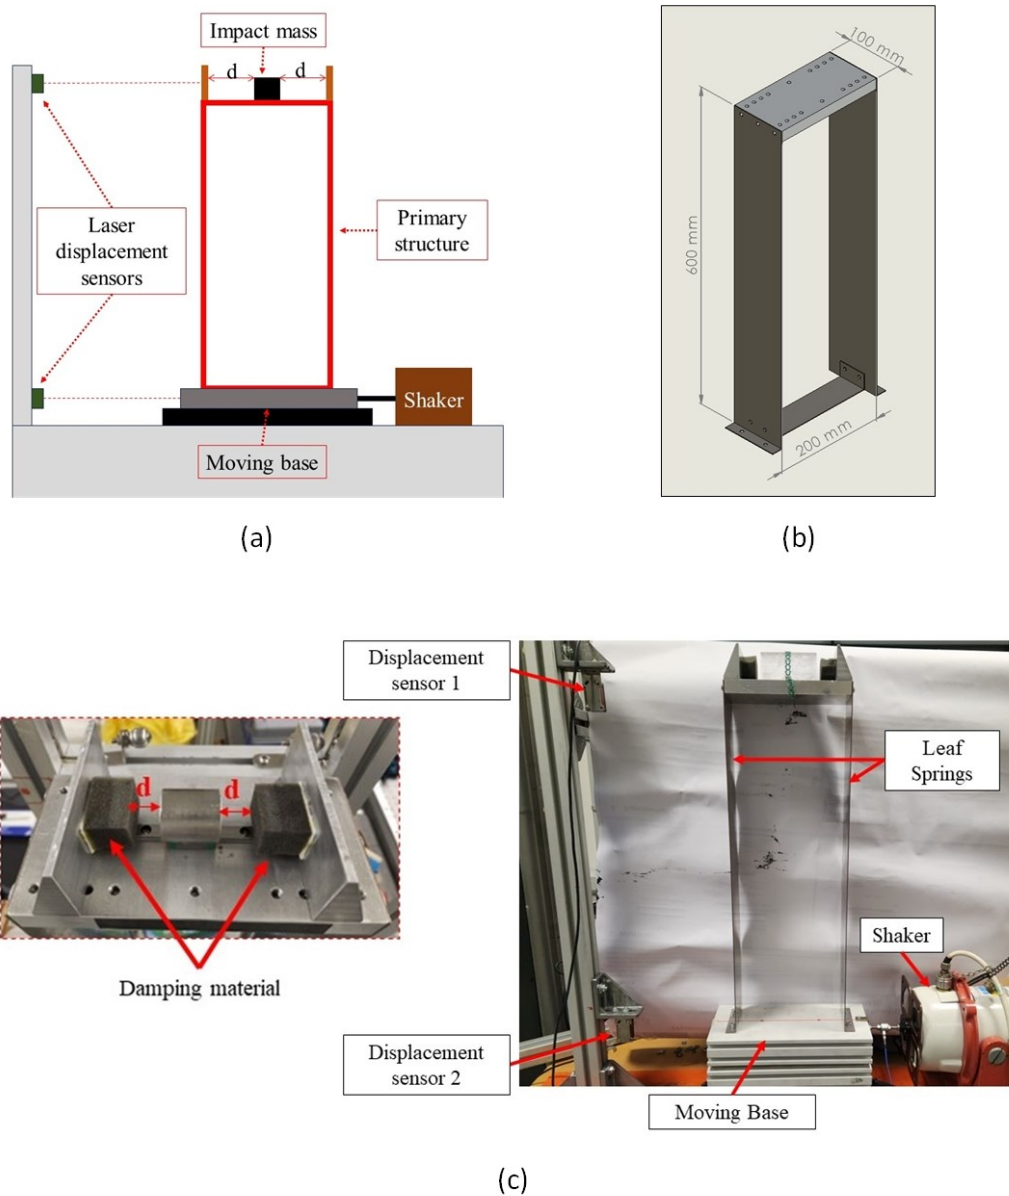 Impact mass
d
d
Laser
displacement
sensors
Primary
structure
Shaker
Moving base
(a)
100 mm
600 mm
200 mm
(b)
Displacement
sensor 1
d
d
Leaf
Springs
Shaker
Damping material
Displacement
sensor 2
Moving Base
(c)